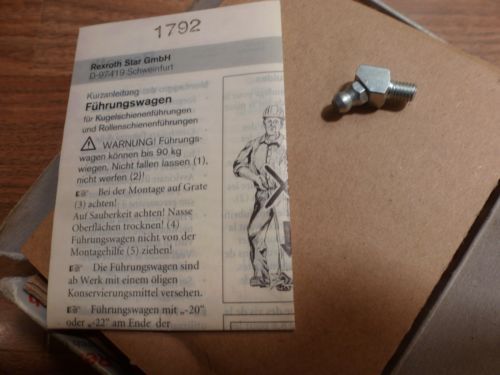 1792
Rexroth Star GmbH
D-97419 Schweinfurt
Kurzanleitung
Führungswagen
für Kugelschienenführungen
und Rollenschienenführungen
WARNUNG! Führungs-
wagen können bis 90 kg
wiegen. Nicht fallen lassen (1),
nicht werfen (2)!
☞ Bei der Montage auf Grate
(3) achten!
Auf Sauberkeit achten! Nasse
Oberflächen trocknen! (4)
Führungswagen nicht von der
Montagehilfe (5) ziehen!
☞ Die Führungswagen sind
ab Werk mit einem öligen
Konservierungsmittel versehen.
☞ Führungswagen mit „-20"
oder „-22" am Ende der